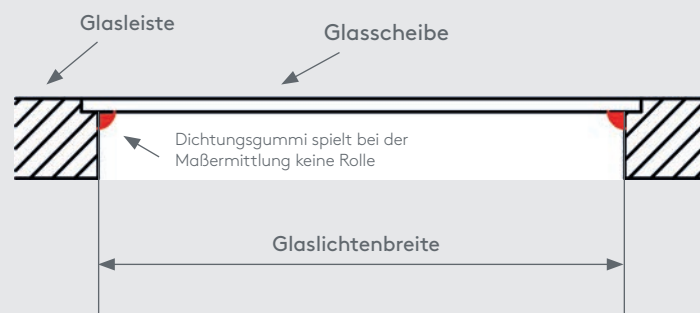 Glasleiste
Glasscheibe
Dichtungsgummi spielt bei der
Maßermittlung keine Rolle
Glaslichtenbreite